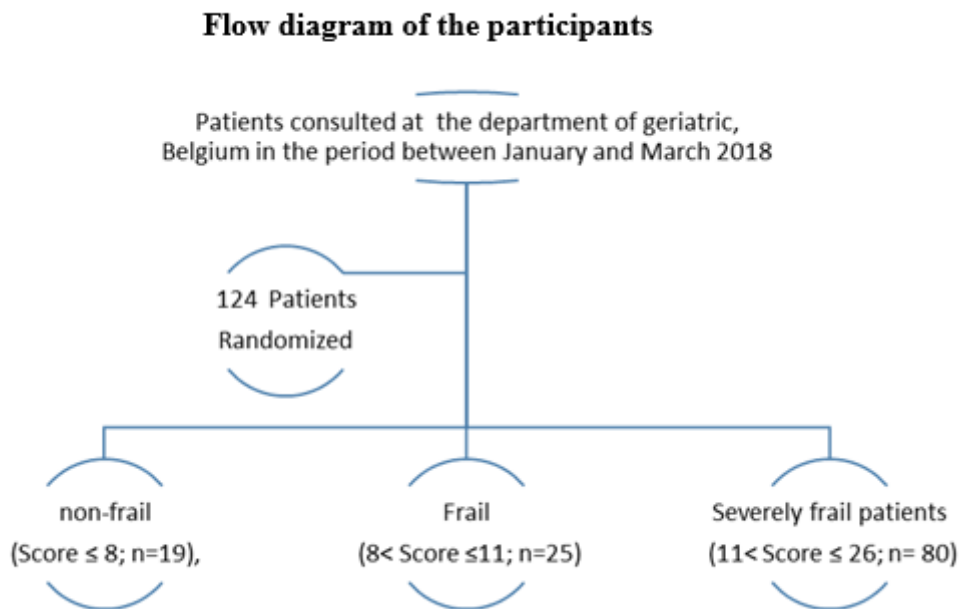 Flow diagram of the participants
Patients consulted at the department of geriatric,
Belgium in the period between January and March 2018
124 Patients
Randomized
non-frail
(Score ≤ 8; n=19),
Frail
(8< Score ≤11; n=25)
Severely frail patients
(11< Score ≤ 26; n= 80)